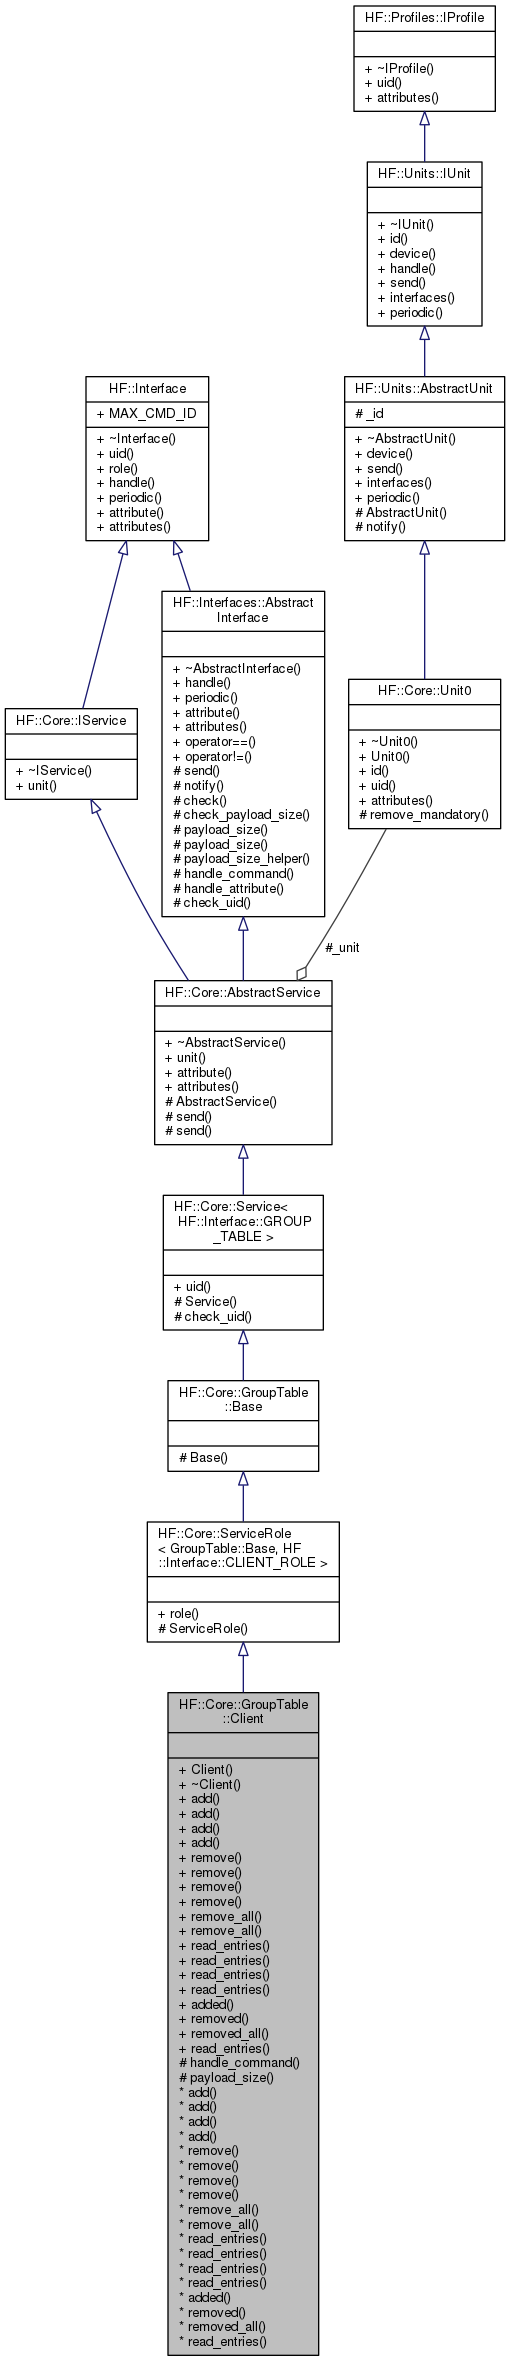 HF::Profiles::IProfile
+ ~IProfile()
+ uid()
+ attributes()
HF::Units::IUnit
+ ~IUnit()
+ id()
+ device()
+ handle()
+ send()
+ interfaces()
+ periodic()
HF::Interface
+ MAX_CMD_ID
+ ~Interface()
+ uid()
+ role()
+ handle()
+ periodic()
+ attribute()
+ attributes()
HF::Units::AbstractUnit
# _id
+ ~AbstractUnit()
+ device()
+ send()
+ interfaces()
+ periodic()
# AbstractUnit()
# notify()
HF::Interfaces::Abstract
Interface
+ ~AbstractInterface()
+ handle()
+ periodic()
+ attribute()
+ attributes()
+ operator==()
+ operator!=()
# send()
# notify()
# check()
# check_payload_size()
# payload_size()
# payload_size()
# payload_size_helper()
# handle_command()
# handle_attribute()
# check_uid()
HF::Core::IService
+ ~IService()
+ unit()
HF::Core::Unit0
+ ~Unit0()
+ Unit0()
+ id()
+ uid()
+ attributes()
# remove_mandatory()
#_unit
HF::Core::AbstractService
+ ~AbstractService()
+ unit()
+ attribute()
+ attributes()
# AbstractService()
# send()
# send()
HF::Core::Service<
HF::Interface::GROUP
_TABLE >
+ uid()
# Service()
# check_uid()
HF::Core::GroupTable
::Base
# Base()
HF::Core::ServiceRole
< GroupTable::Base, HF
::Interface::CLIENT_ROLE >
+ role()
# ServiceRole()
HF::Core::GroupTable
::Client
+ Client()
+ ~Client()
+ add()
+ add()
+ add()
+ add()
+ remove()
+ remove()
+ remove()
+ remove()
+ remove_all()
+ remove_all()
+ read_entries()
+ read_entries()
+ read_entries()
+ read_entries()
+ added()
+ removed()
+ removed_all()
+ read_entries()
# handle_command()
# payload_size()
* add()
* add()
* add()
* add()
* remove()
* remove()
* remove()
* remove()
* remove_all()
* remove_all()
* read_entries()
* read_entries()
* read_entries()
* read_entries()
* added()
* removed()
* removed_all()
* read_entries()